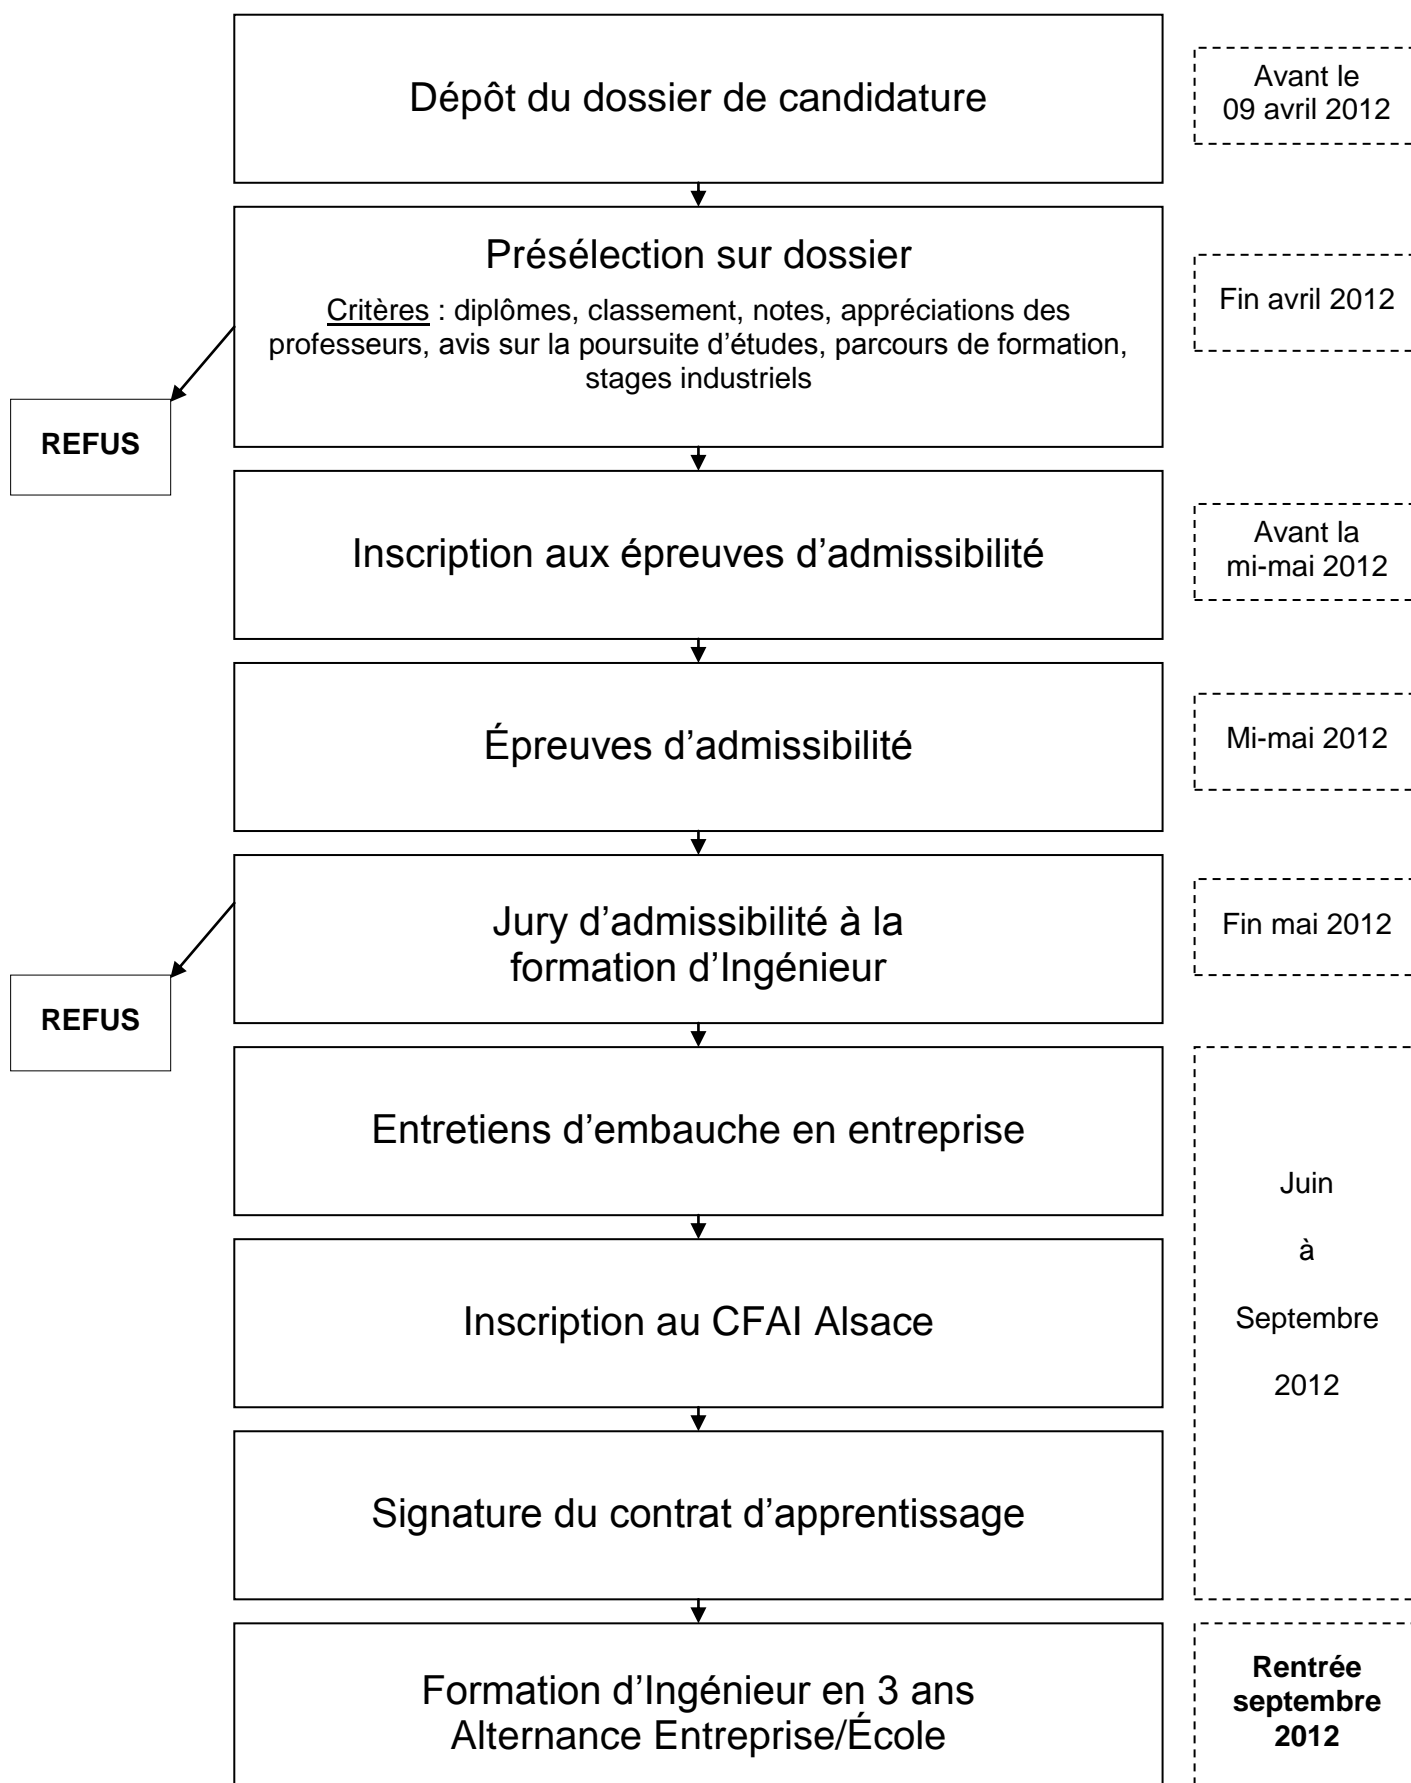 Dépôt du dossier de candidature
Avant le
09 avril 2012
Présélection sur dossier
Critères : diplômes, classement, notes, appréciations des
professeurs, avis sur la poursuite d’études, parcours de formation,
stages industriels
Fin avril 2012
REFUS
Inscription aux épreuves d’admissibilité
Avant la
mi-mai 2012
Épreuves d’admissibilité
Mi-mai 2012
Jury d’admissibilité à la
formation d’Ingénieur
Fin mai 2012
REFUS
Entretiens d’embauche en entreprise
Juin
à
Septembre
2012
Inscription au CFAI Alsace
Signature du contrat d’apprentissage
Formation d’Ingénieur en 3 ans
Alternance Entreprise/École
Rentrée
septembre
2012